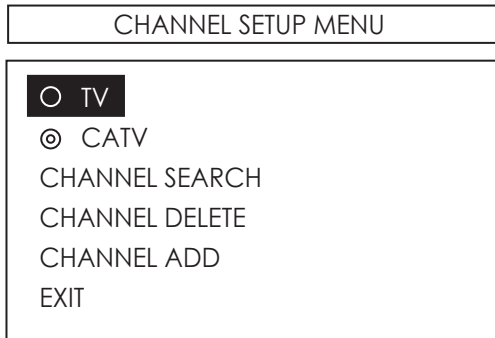 CHANNEL SETUP MENU
TV
CATV
CHANNEL SEARCH
CHANNEL DELETE
CHANNEL ADD
EXIT